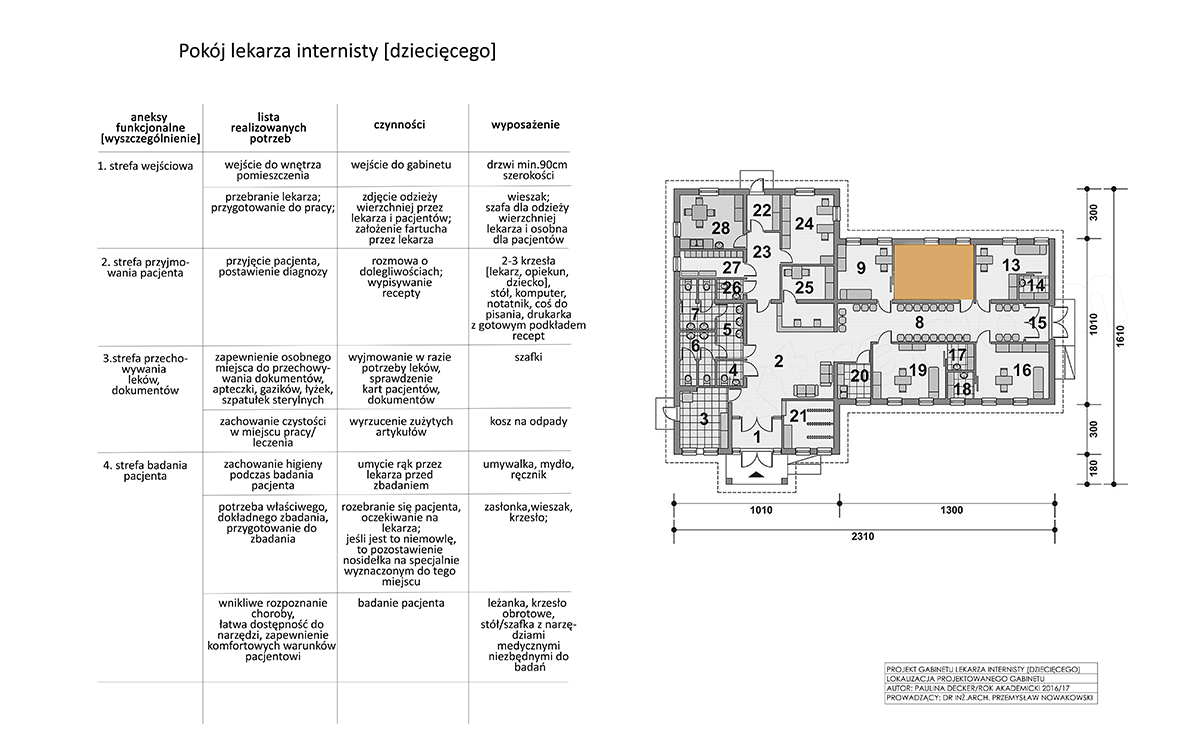 Pokój lekarza internisty [dziecięcego]
aneksy
funkcjonalne
[wyszczególnienie]
lista
realizowanych
potrzeb
czynności
wyposażenie
1. strefa wejściowa
wejście do wnętrza
pomieszczenia
wejście do gabinetu
drzwi min.90cm
szerokości
przebranie lekarza;
przygotowanie do pracy;
zdjęcie odzieży
wierzchniej przez
lekarza i pacjentów;
założenie fartucha
przez lekarza
wieszak;
szafa dla odzieży
wierzchniej
lekarza i osobna
dla pacjentów
2. strefa przyjmo-
wania pacjenta
przyjęcie pacjenta,
postawienie diagnozy
rozmowa o
dolegliwościach;
wypisywanie
recepty
2-3 krzesła
[lekarz, opiekun,
dziecko],
stół, komputer,
notatnik, coś do
pisania, drukarka
z gotowym podkładem
recept
3.strefa przecho-
wywania
leków,
dokumentów
zapewnienie osobnego
miejsca do przechowy-
wania dokumentów,
apteczki, gazików, łyżek,
szpatułek sterylnych
wyjmowanie w razie
potrzeby leków,
sprawdzenie
kart pacjentów,
dokumentów
szafki
zachowanie czystości
w miejscu pracy/
leczenia
wyrzucenie zużytych
artykułów
kosz na odpady
4. strefa badania
pacjenta
zachowanie higieny
podczas badania
pacjenta
umycie rąk przez
lekarza przed
zbadaniem
umywalka, mydło,
ręcznik
potrzeba właściwego,
dokładnego zbadania,
przygotowanie do
zbadania
rozebranie się pacjenta,
oczekiwanie na
lekarza;
jeśli jest to niemowlę,
to pozostawienie
nosidełka na specjalnie
wyznaczonym do tego
miejscu
zasłonka,wieszak,
krzesło;
wnikliwe rozpoznanie
choroby,
łatwa dostępność do
narzędzi, zapewnienie
komfortowych warunków
pacjentowi
badanie pacjenta
leżanka, krzesło
obrotowe,
stół/szafka z narzę-
dziami
medycznymi
niezbędnymi do
badań
28
22
24
23
27
26
25
9
13
14
7
5
6
4
2
8
15
3
1
21
20
19
17
18
16
300
1010
1610
300
180
1010
1300
2310
PROJEKT GABINETU LEKARZA INTERNISTY (DZIECIĘCEGO)
LOKALIZACJA PROJEKTOWANEGO GABINETU
AUTOR: PAULINA DECKER/ROK AKADEMICKI 2016/17
PROWADZĄCY: DR INŻ.ARCH. PRZEMYSŁAW NOWAKOWSKI